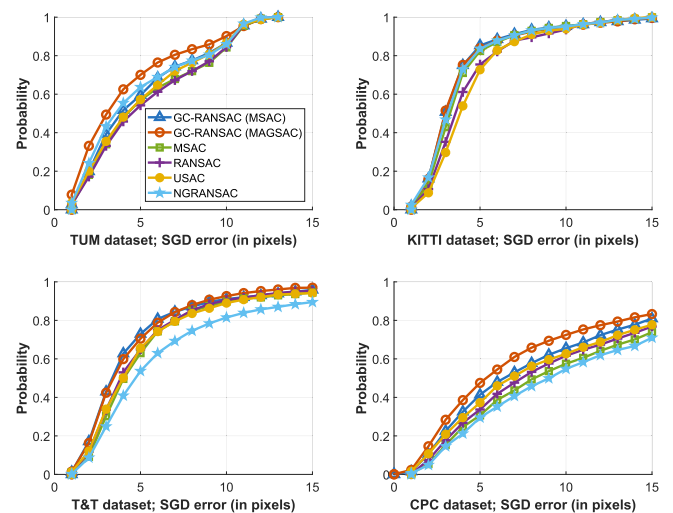 1
0.8
0.6
0.4
0.2
0
Probability
0 5 10 15
TUM dataset; SGD error (in pixels)
GC-RANSAC (MSAC)
GC-RANSAC (MAGSAC)
MSAC
RANSAC
USAC
NGRANSAC
1
0.8
0.6
0.4
0.2
0
Probability
0 5 10 15
KITTI dataset; SGD error (in pixels)
1
0.8
0.6
0.4
0.2
0
Probability
0 5 10 15
T&T dataset; SGD error (in pixels)
1
0.8
0.6
0.4
0.2
0
Probability
0 5 10 15
CPC dataset; SGD error (in pixels)